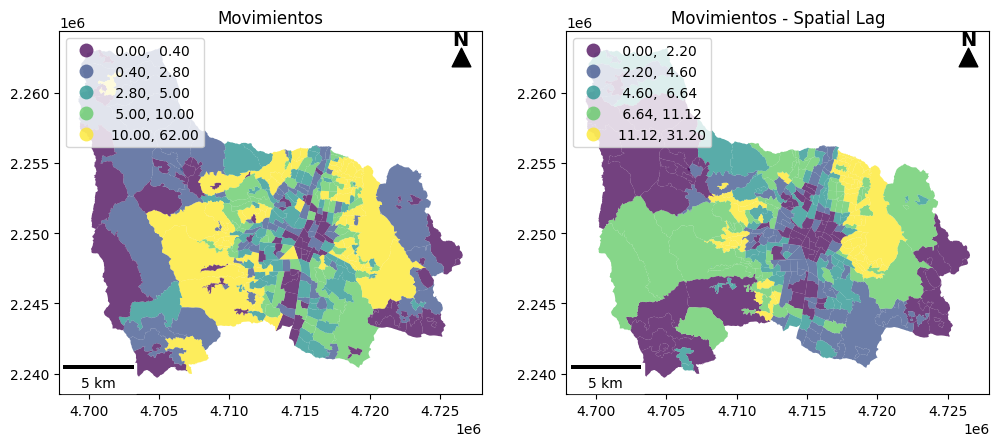 Movimientos
1e6
N
0.00, 0.40
0.40, 2.80
2.80, 5.00
5.00, 10.00
10.00, 62.00
2.260
2.255
2.250
2.245
2.240
5 km
4.700 4.705 4.710 4.715 4.720 4.725
1e6
Movimientos - Spatial Lag
1e6
N
0.00, 2.20
2.20, 4.60
4.60, 6.64
6.64, 11.12
11.12, 31.20
2.260
2.255
2.250
2.245
2.240
5 km
4.700 4.705 4.710 4.715 4.720 4.725
1e6